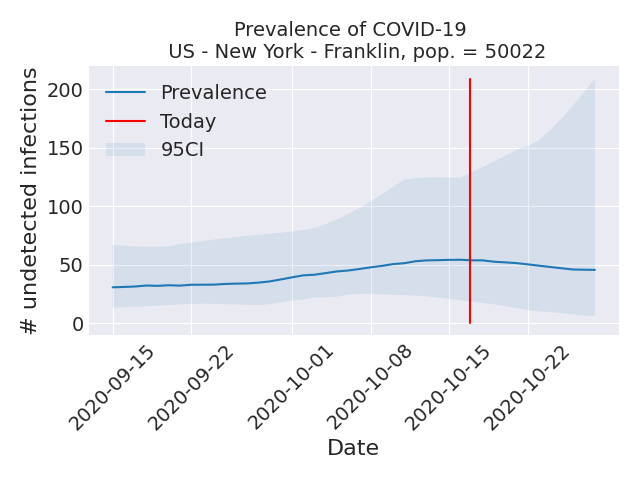 Prevalence of COVID-19
US - New York - Franklin, pop. = 50022
# undetected infections
200
150
100
50
0
Prevalence
Today
95CI
2020-09-15
2020-09-22
2020-10-01
2020-10-08
2020-10-15
2020-10-22
Date